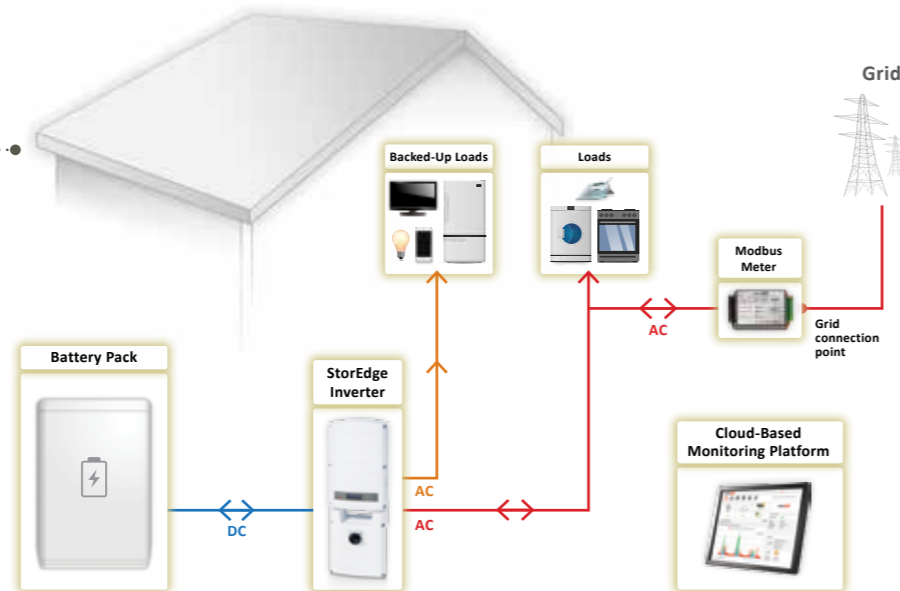 Grid
Backed-Up Loads
Loads
Modbus
Meter
AC
Grid
connection
point
Battery Pack
StorEdge
Inverter
Cloud-Based
Monitoring Platform
AC
DC
AC